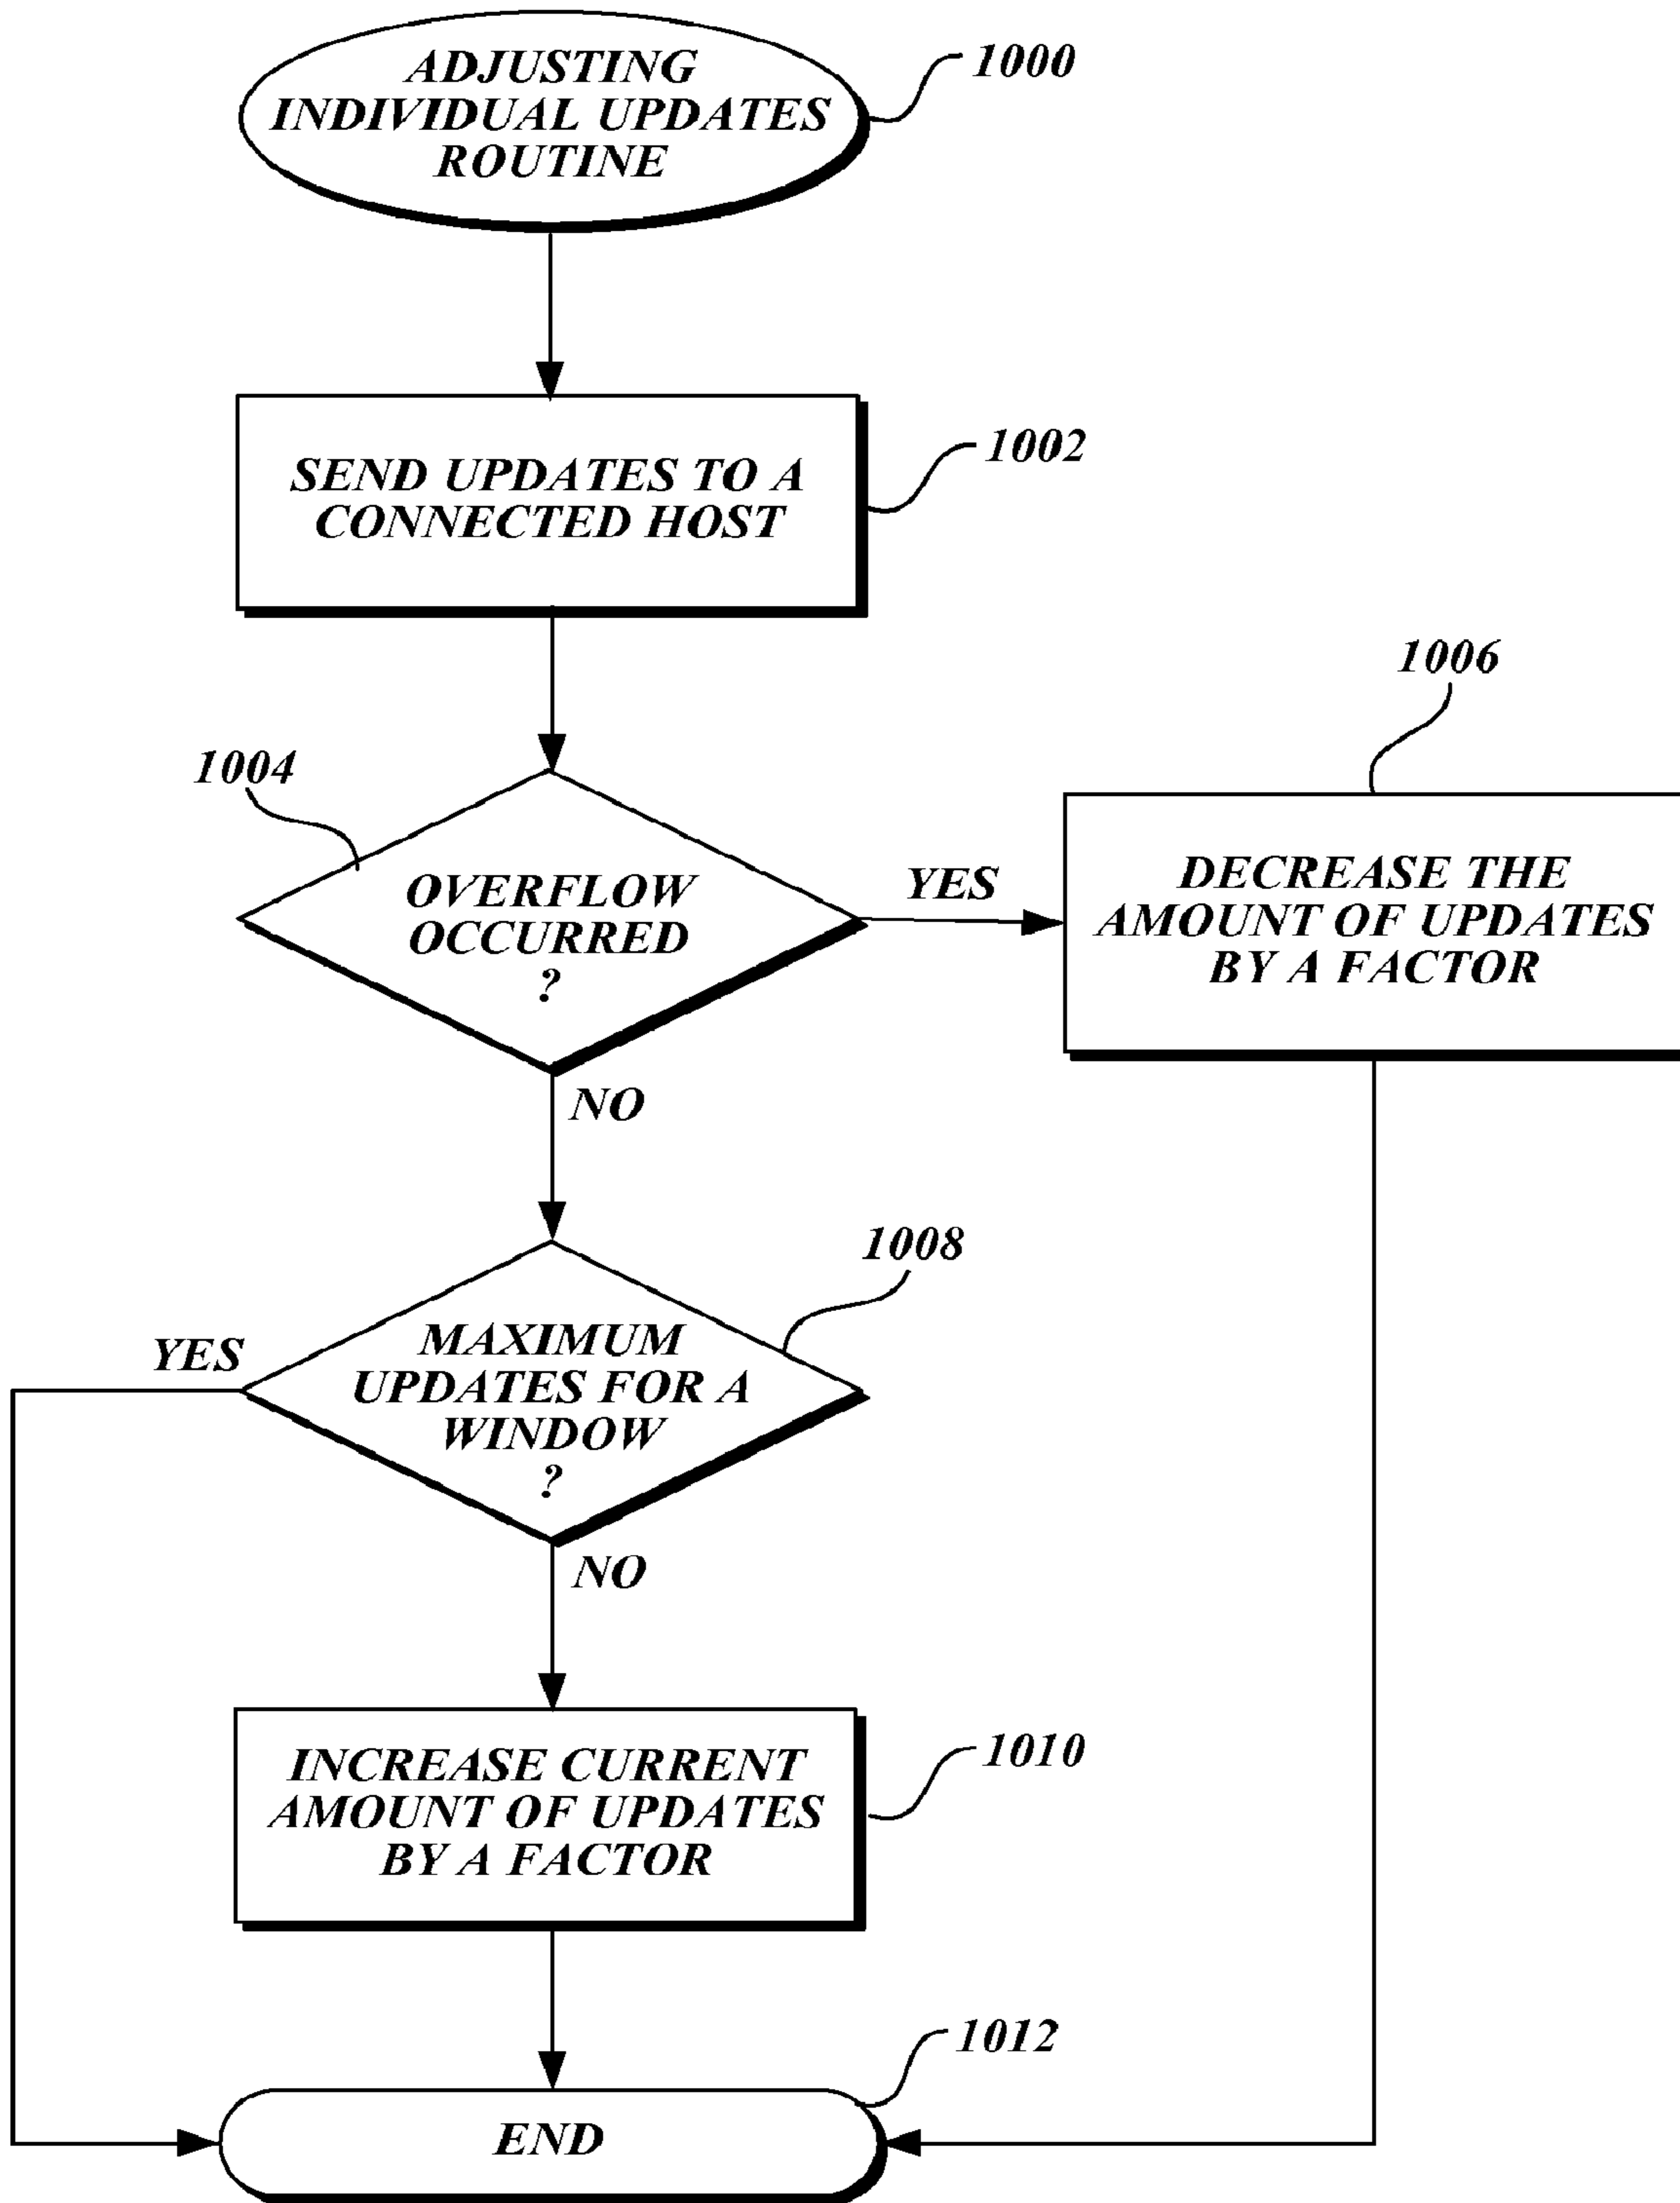 ADJUSTING
INDIVIDUAL UPDATES
ROUTINE
1000
SEND UPDATES TO A
CONNECTED HOST
1002
1004
OVERFLOW
OCCURRED
?
YES
1006
DECREASE THE
AMOUNT OF UPDATES
BY A FACTOR
NO
1008
MAXIMUM
UPDATES FOR A
WINDOW
?
YES
NO
INCREASE CURRENT
AMOUNT OF UPDATES
BY A FACTOR
1010
1012
END